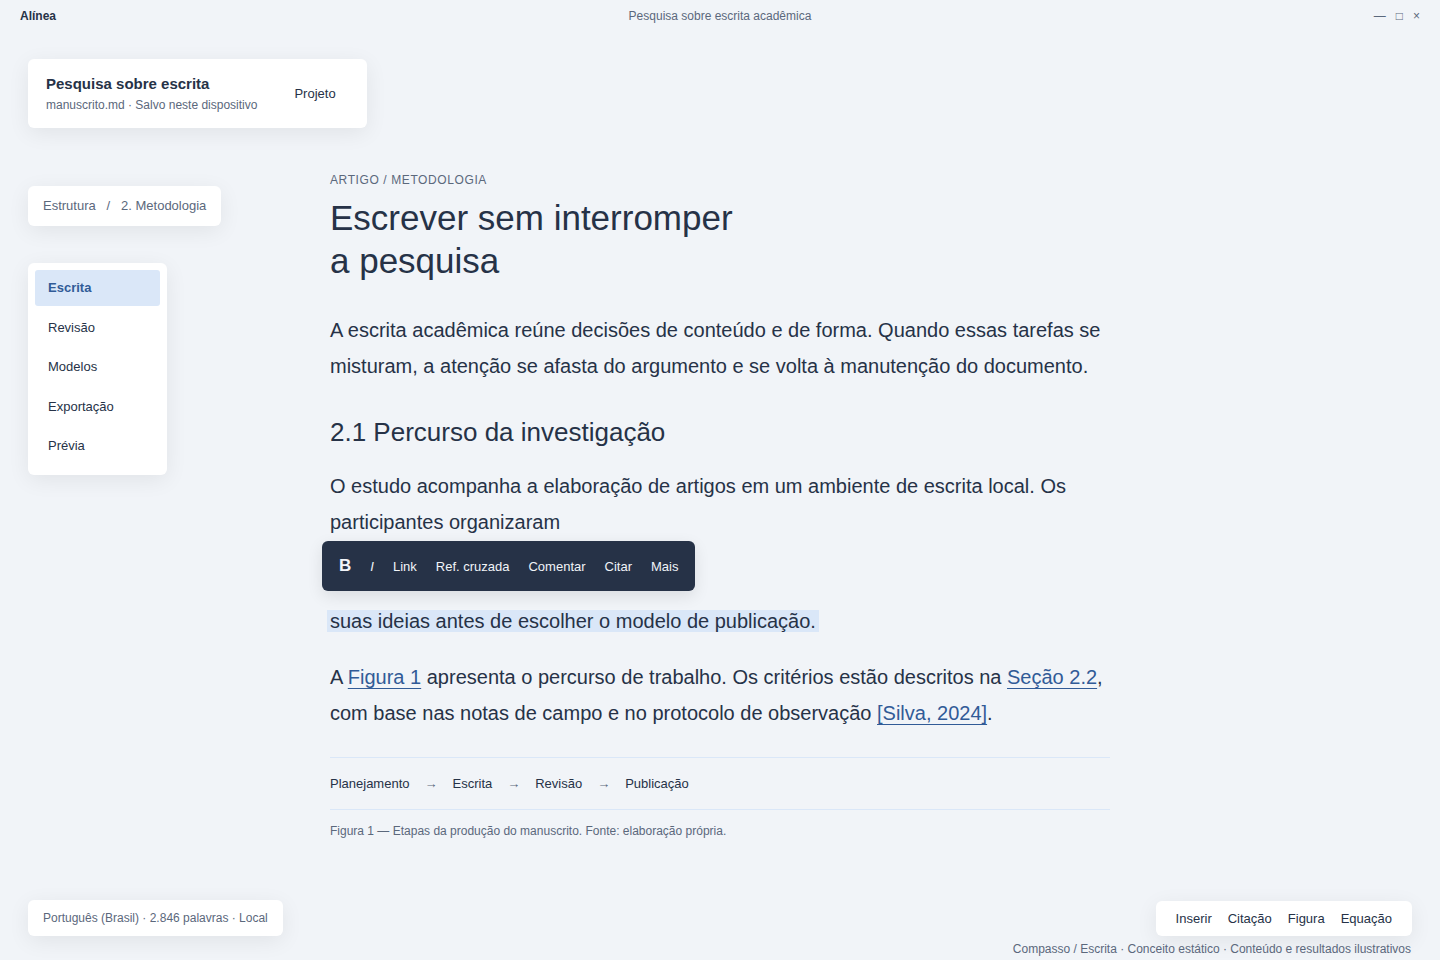 Alínea
Pesquisa sobre escrita acadêmica
— □ ×
Pesquisa sobre escrita
manuscrito.md · Salvo neste dispositivo
Projeto
Estrutura / 2. Metodologia
Escrita
Revisão
Modelos
Exportação
Prévia
ARTIGO / METODOLOGIA
Escrever sem interromper
a pesquisa
A escrita acadêmica reúne decisões de conteúdo e de forma. Quando essas tarefas se
misturam, a atenção se afasta do argumento e se volta à manutenção do documento.
2.1 Percurso da investigação
O estudo acompanha a elaboração de artigos em um ambiente de escrita local. Os
participantes organizaram
B I Link Ref. cruzada Comentar Citar Mais
suas ideias antes de escolher o modelo de publicação.
A Figura 1 apresenta o percurso de trabalho. Os critérios estão descritos na Seção 2.2,
com base nas notas de campo e no protocolo de observação [Silva, 2024].
Planejamento → Escrita → Revisão → Publicação
Figura 1 — Etapas da produção do manuscrito. Fonte: elaboração própria.
Português (Brasil) · 2.846 palavras · Local
Inserir Citação Figura Equação
Compasso / Escrita · Conceito estático · Conteúdo e resultados ilustrativos